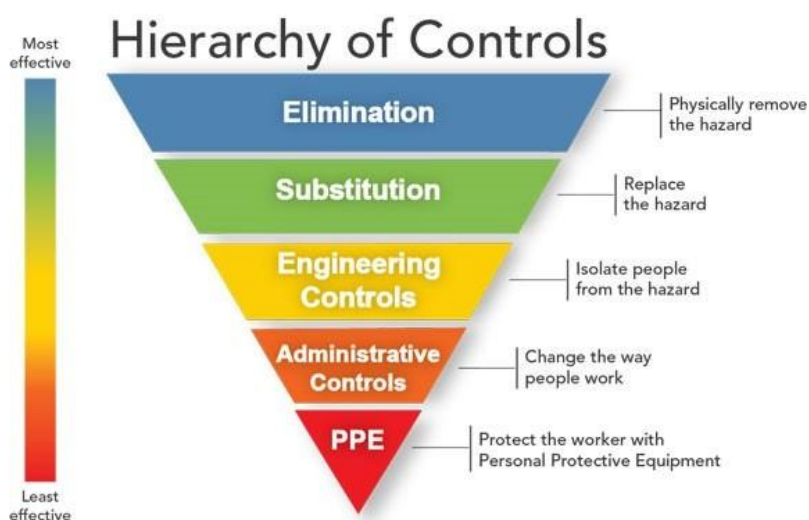 Hierarchy of Controls
Most
effective
Elimination
Physically remove
the hazard
Substitution
Replace
the hazard
Engineering
Controls
Isolate people
from the hazard
Administrative
Controls
Change the way
people work
PPE
Protect the worker with
Personal Protective Equipment
Least
effective